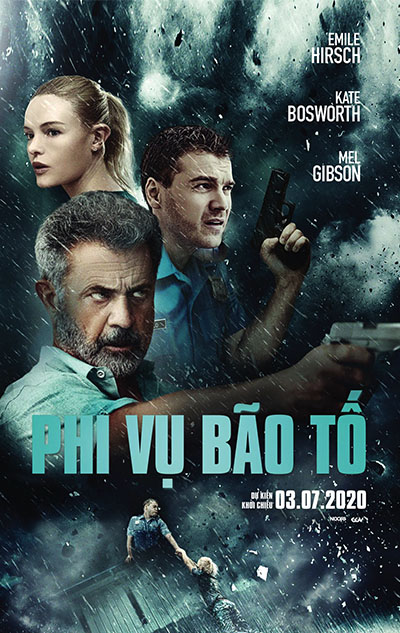 EMILE
HIRSCH
KATE
BOSWORTH
MEL
GIBSON
PHI VỤ BÃO TỐ
DỰ KIẾN
KHỞI CHIẾU 03.07.2020